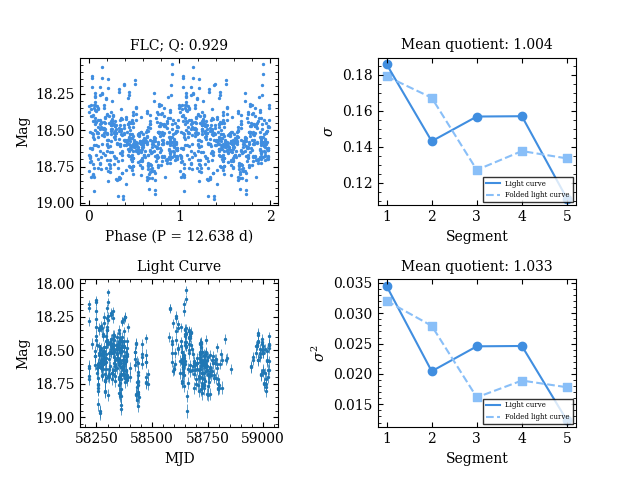 FLC; Q: 0.929
Mag
18.25
18.50
18.75
19.00
0
1
2
Phase (P = 12.638 d)
Mean quotient: 1.004
σ
0.18
0.16
0.14
0.12
Light curve
Folded light curve
1
2
3
4
5
Segment
Light Curve
Mag
18.00
18.25
18.50
18.75
19.00
58250
58500
58750
59000
MJD
Mean quotient: 1.033
σ²
0.035
0.030
0.025
0.020
0.015
Light curve
Folded light curve
1
2
3
4
5
Segment